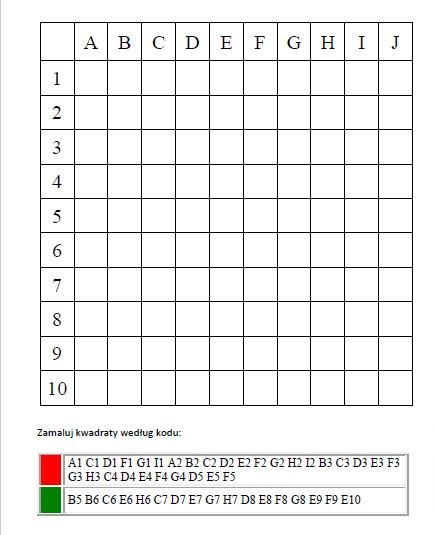 A B C D E F G H I J
1
2
3
4
5
6
7
8
9
10
Zamaluj kwadraty według kodu:
A1 C1 D1 F1 G1 I1 A2 B2 C2 D2 E2 F2 G2 H2 I2 B3 C3 D3 E3 F3
G3 H3 C4 D4 E4 F4 G4 D5 E5 F5
B5 B6 C6 E6 H6 C7 D7 E7 G7 H7 D8 E8 F8 G8 E9 F9 E10